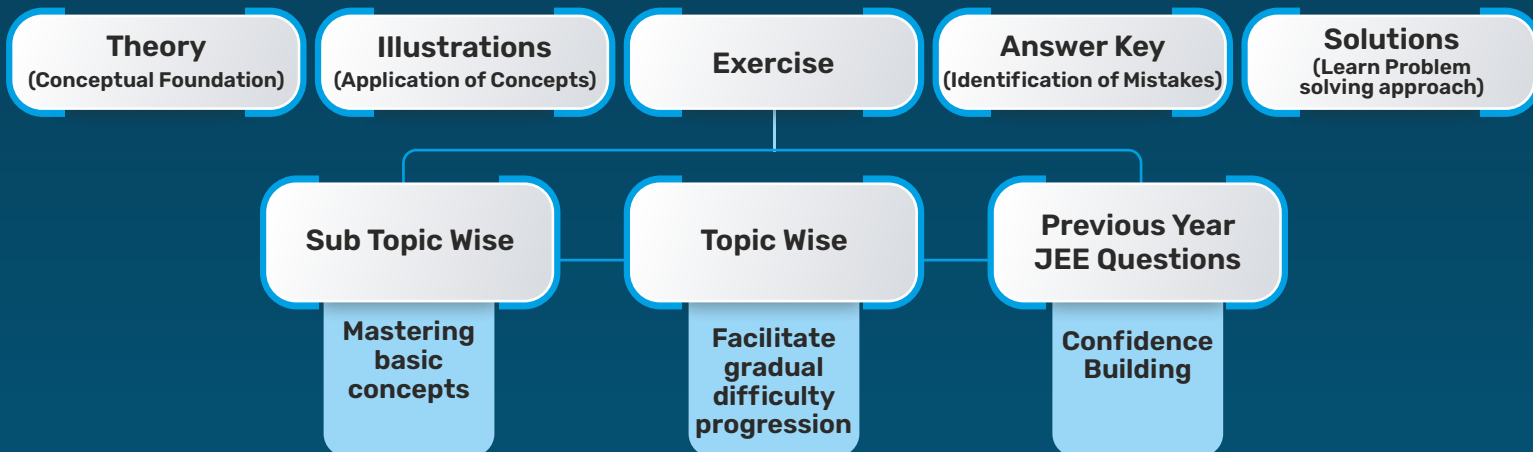 Theory
(Conceptual Foundation)
Illustrations
(Application of Concepts)
Exercise
Answer Key
(Identification of Mistakes)
Solutions
(Learn Problem
solving approach)
Sub Topic Wise
Mastering
basic
concepts
Topic Wise
Facilitate
gradual
difficulty
progression
Previous Year
JEE Questions
Confidence
Building